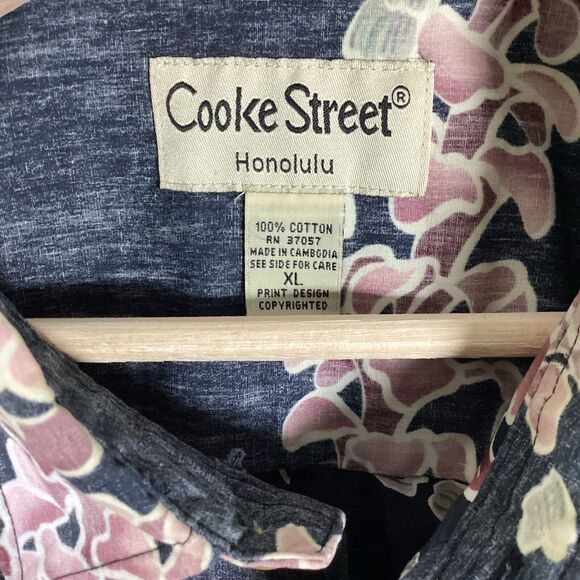 Cooke Street®
Honolulu
100% COTTON
RN 37057
MADE IN CAMBODIA
SEE SIDE FOR CARE
XL
PRINT DESIGN
COPYRIGHTED